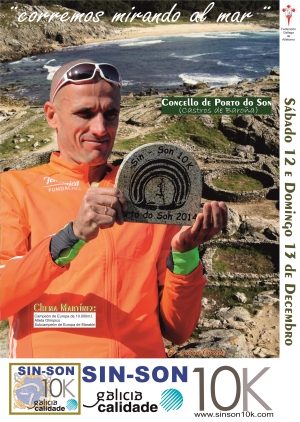 "corremos mirando al mar"
Concello de Porto do Son
(Castros de Baroña)
Sábado 12 e Domingo 13 de Decembro
Sin - Son 10K
Porto do Son 2014
Chema Martínez:
Campeón de Europa de 10.000m.l.
Atleta Olímpico
Subcampeón de Europa de Maratón
SIN-SON
10K
galicia
calidade
SIN-SON 10K
galicia
calidade
www.sinson10k.com